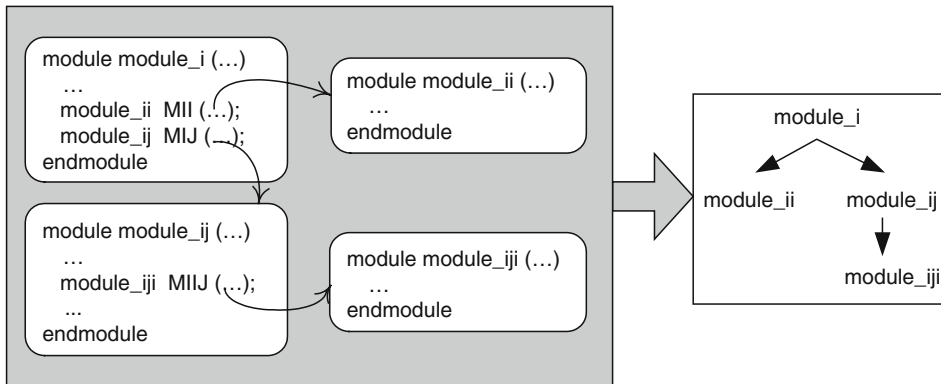 module module_i (…)
…
module_ii MII (…);
module_ij MIJ (…);
endmodule
module module_ii (…)
…
endmodule
module module_ij (…)
…
module_iji MIIJ (…);
...
endmodule
module module_iji (…)
…
endmodule
module_i
module_ii module_ij
module_iji